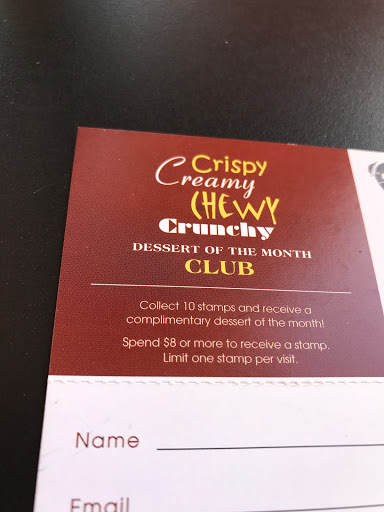 Crispy
Creamy
CHEWY
Crunchy
DESSERT OF THE MONTH
CLUB
Collect 10 stamps and receive a
complimentary dessert of the month!
Spend $8 or more to receive a stamp.
Limit one stamp per visit.
Name
Email